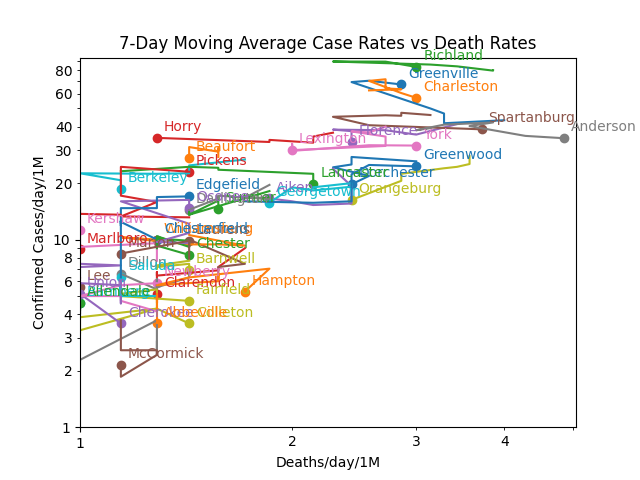 7-Day Moving Average Case Rates vs Death Rates
Richland
Greenville
Charleston
Spartanburg
Anderson
Horry
Florence
York
Lexington
Beaufort
Greenwood
Pickens
Lancaster
Dorchester
Berkeley
Edgefield
Aiken
Georgetown
Orangeburg
Kershaw
Chesterfield
Marlboro
Marion
Chester
Barnwell
Dillon
Saluda
Newberry
Lee
Union
Clarendon
Hampton
Allendale
Fairfield
Cherokee
Abbeville
Colleton
McCormick
80
60
40
30
20
10
8
6
4
3
2
1
1
2
3
4
Confirmed Cases/day/1M
Deaths/day/1M